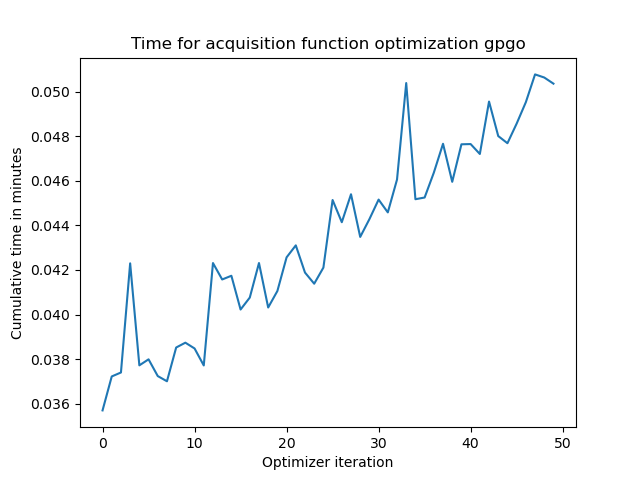 Time for acquisition function optimization gpgo
0.050
0.048
0.046
0.044
0.042
0.040
0.038
0.036
Cumulative time in minutes
0 10 20 30 40 50
Optimizer iteration